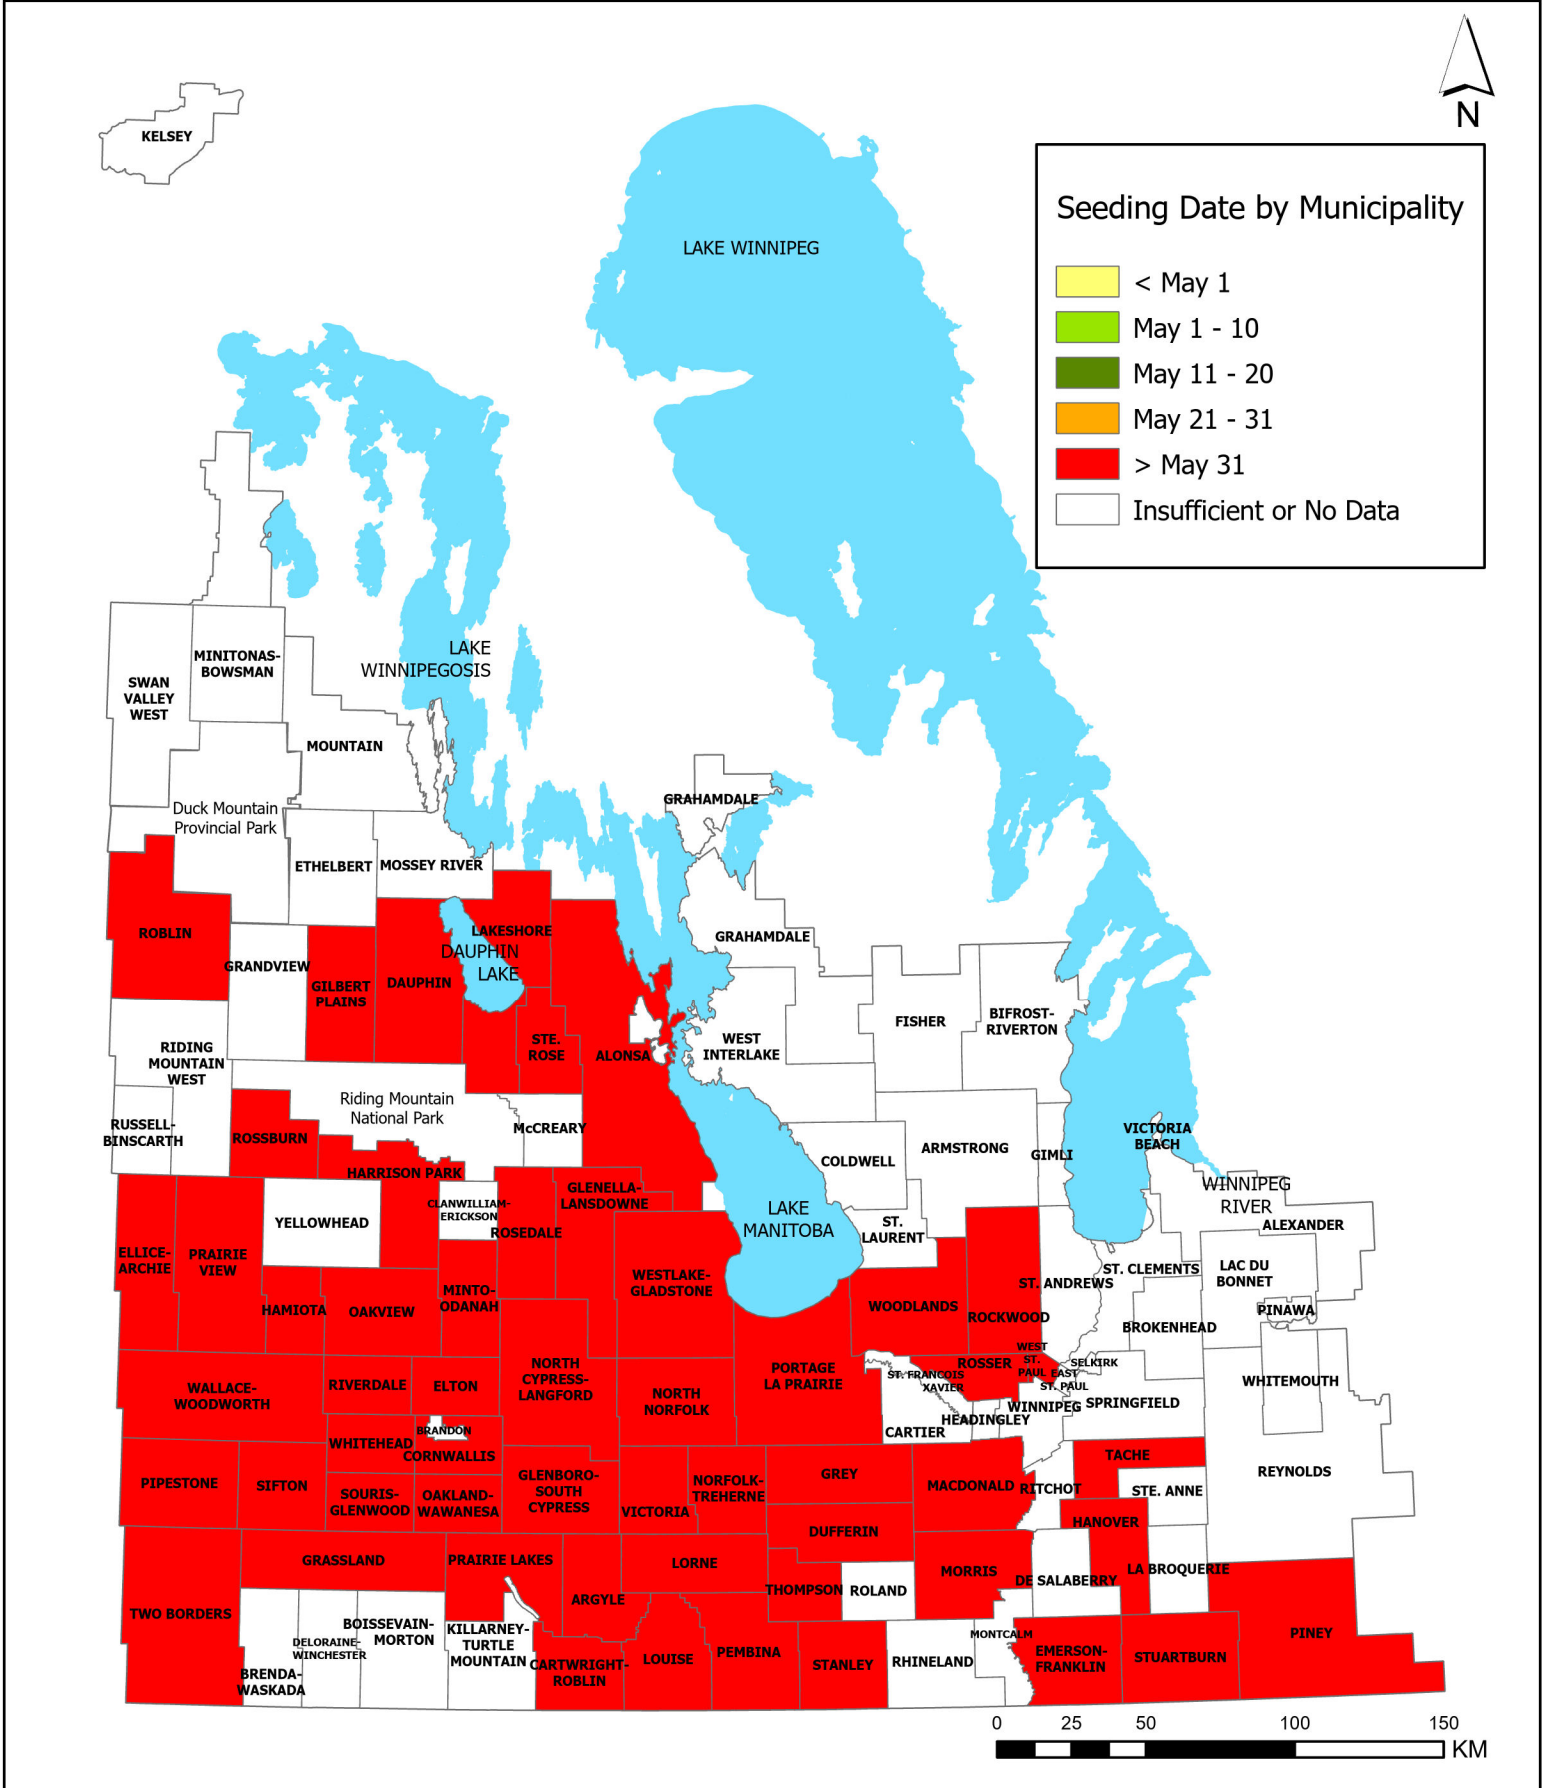 KELSEY
N
Seeding Date by Municipality
< May 1
May 1 - 10
May 11 - 20
May 21 - 31
> May 31
Insufficient or No Data
LAKE WINNIPEG
LAKE
WINNIPEGOSIS
MINITONAS-
BOWSMAN
SWAN
VALLEY
WEST
MOUNTAIN
Duck Mountain
Provincial Park
GRAHAMDALE
ETHELBERT
MOSSEY RIVER
ROBLIN
LAKESHORE
DAUPHIN
LAKE
GRAHAMDALE
GRANDVIEW
GILBERT
PLAINS
DAUPHIN
FISHER
BIFROST-
RIVERTON
STE.
ROSE
ALONSA
WEST
INTERLAKE
RIDING
MOUNTAIN
WEST
Riding Mountain
National Park
RUSSELL-
BINSCARTH
ROSSBURN
McCREARY
VICTORIA
BEACH
ARMSTRONG
GIMLI
COLDWELL
HARRISON PARK
GLENELLA-
LANSDOWNE
CLANWILLIAM-
ERICKSON
ROSEDALE
YELLOWHEAD
LAKE
MANITOBA
ST.
LAURENT
WINNIPEG
RIVER
ALEXANDER
ELLICE-
ARCHIE
PRAIRIE
VIEW
WESTLAKE-
GLADSTONE
ST. ANDREWS
ST. CLEMENTS
LAC DU
BONNET
HAMIOTA
OAKVIEW
MINTO-
ODANAH
WOODLANDS
ROCKWOOD
PINAWA
BROKENHEAD
WEST
ST.
PAUL
EAST
ST. PAUL
SELKIRK
ROSSER
ST. FRANCOIS
XAVIER
WALLACE-
WOODWORTH
RIVERDALE
ELTON
NORTH
CYPRESS-
LANGFORD
NORTH
NORFOLK
PORTAGE
LA PRAIRIE
WHITEMOUTH
SPRINGFIELD
WINNIPEG
HEADINGLEY
CARTIER
BRANDON
WHITEHEAD
CORNWALLIS
TACHE
PIPESTONE
SIFTON
SOURIS-
GLENWOOD
OAKLAND-
WAWANESA
GLENBORO-
SOUTH
CYPRESS
VICTORIA
NORFOLK-
TREHERNE
GREY
MACDONALD
RITCHOT
STE. ANNE
REYNOLDS
DUFFERIN
HANOVER
GRASSLAND
PRAIRIE LAKES
LORNE
ARGYLE
THOMPSON
ROLAND
MORRIS
DE SALABERRY
LA BROQUERIE
TWO BORDERS
BRENDA-
WASKADA
DELORAINE-
WINCHESTER
BOISSEVAIN-
MORTON
KILLARNEY-
TURTLE
MOUNTAIN
CARTWRIGHT-
ROBLIN
LOUISE
PEMBINA
STANLEY
RHINELAND
MONTCALM
EMERSON-
FRANKLIN
STUARTBURN
PINEY
0 25 50 100 150
KM